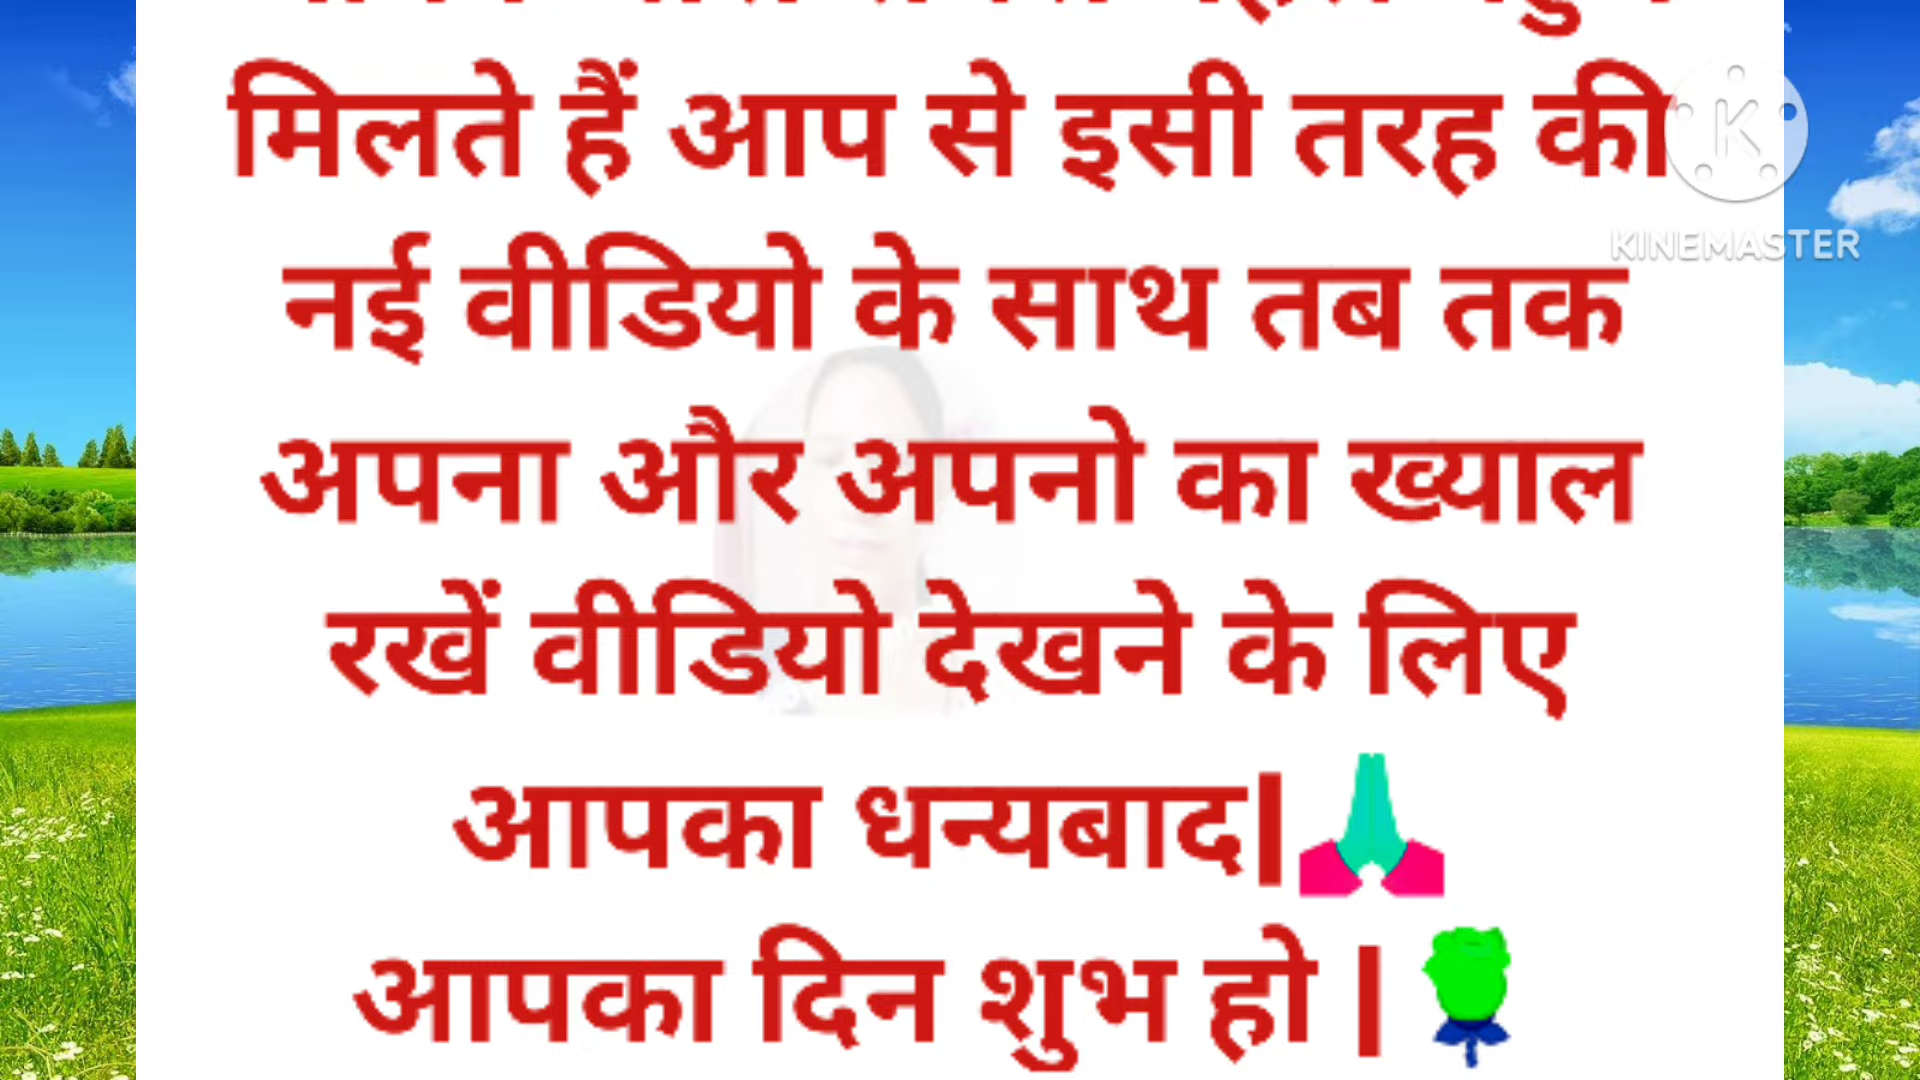 मिलते हैं आप से इसी तरह की
नई वीडियो के साथ तब तक
अपना और अपनो का ख्याल
रखें वीडियो देखने के लिए
आपका धन्यबाद|
आपका दिन शुभ हो |
K
KINEMASTER